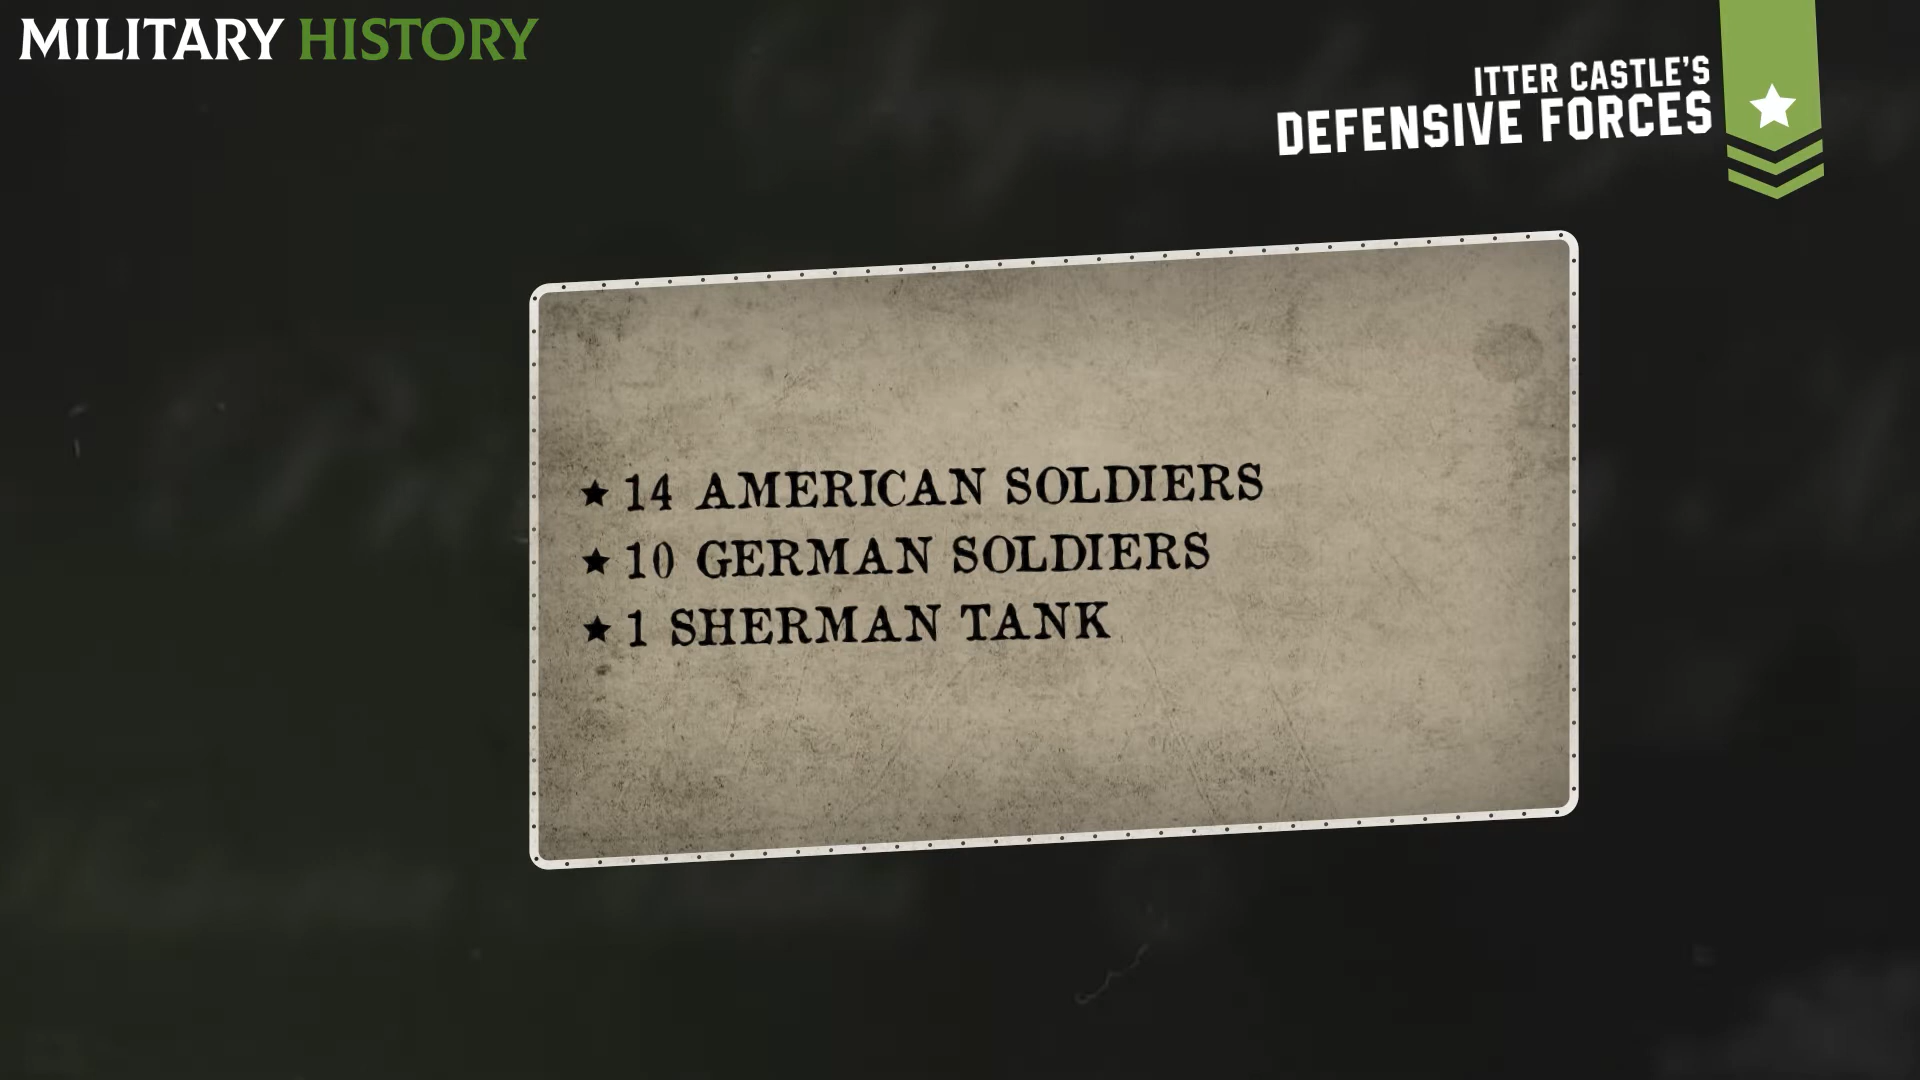 MILITARY HISTORY
ITTER CASTLE'S
DEFENSIVE FORCES
★ 14 AMERICAN SOLDIERS
★ 10 GERMAN SOLDIERS
★ 1 SHERMAN TANK